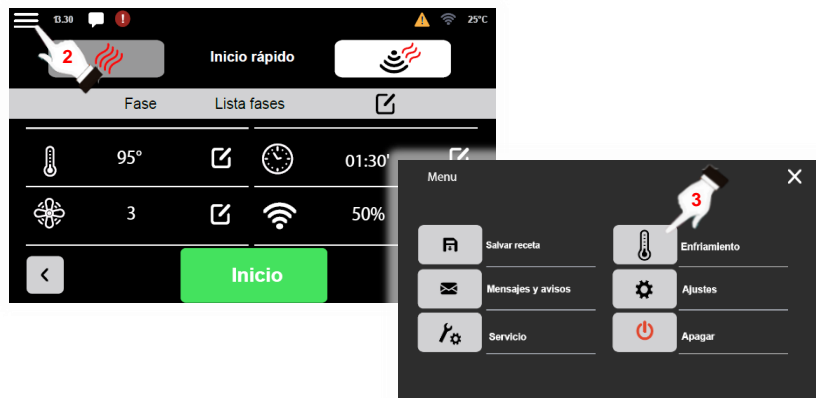 13.30
25°C
2
Inicio rápido
Fase Lista fases
95° 01:30'
3 50%
Inicio
Menu
3
Salvar receta
Enfriamiento
Mensajes y avisos
Ajustes
Servicio
Apagar